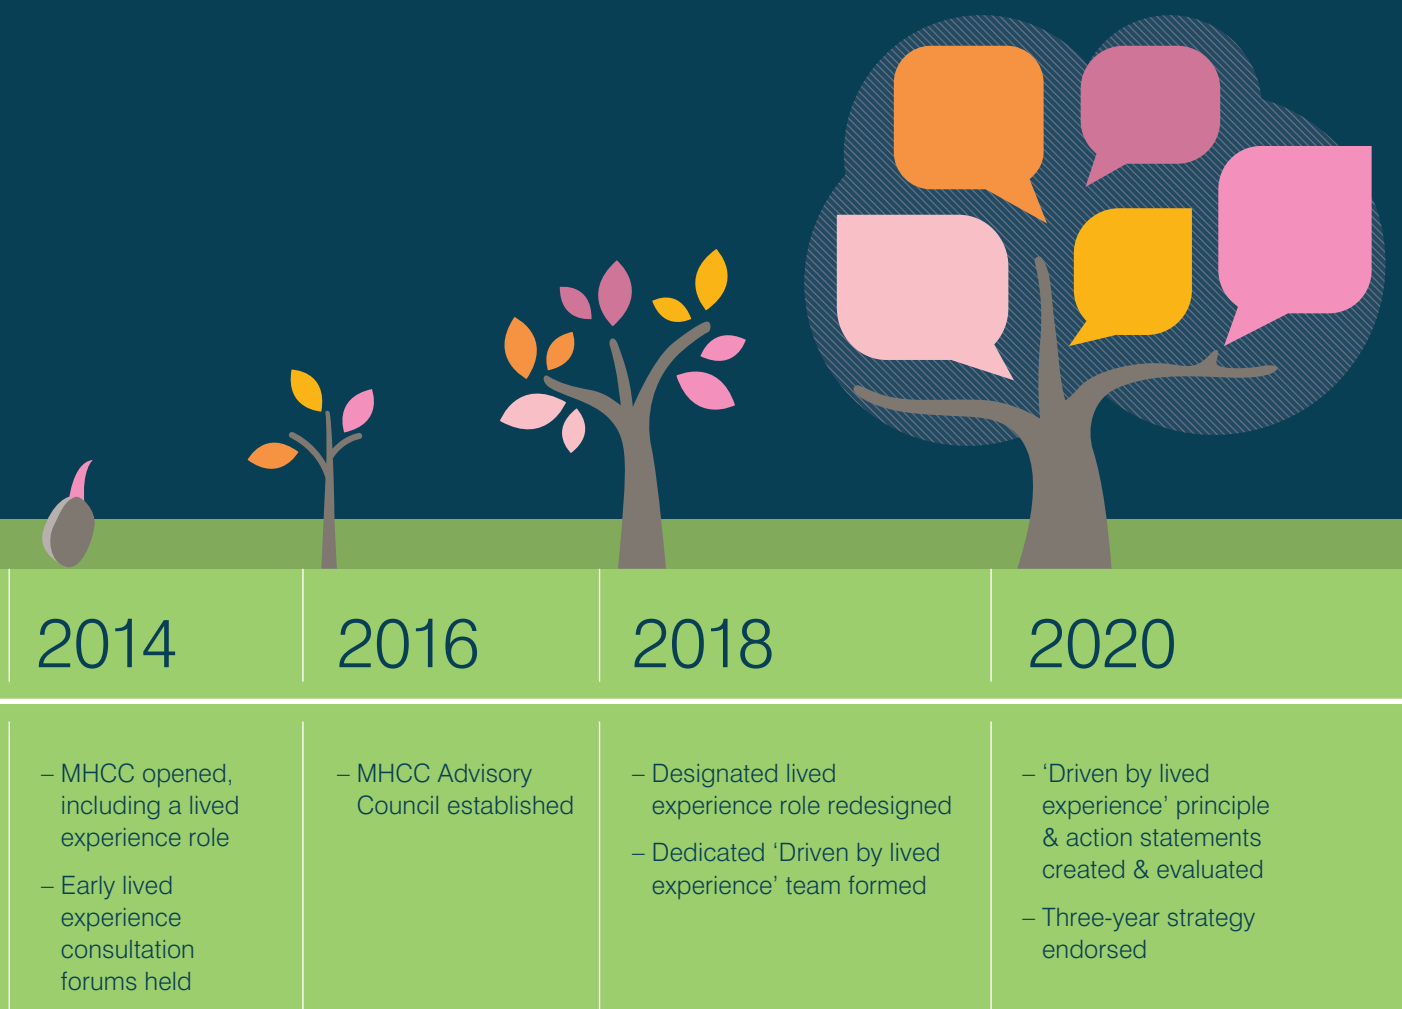 2014
2016
2018
2020
– MHCC opened,
including a lived
experience role
– Early lived
experience
consultation
forums held
– MHCC Advisory
Council established
– Designated lived
experience role redesigned
– Dedicated ‘Driven by lived
experience’ team formed
– ‘Driven by lived
experience’ principle
& action statements
created & evaluated
– Three-year strategy
endorsed